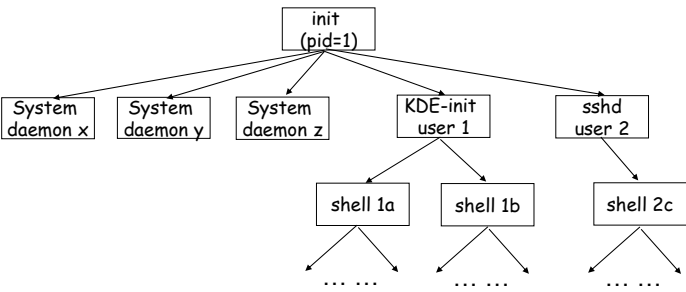 init
(pid=1)
System
daemon x
System
daemon y
System
daemon z
KDE-init
user 1
sshd
user 2
shell 1a
shell 1b
shell 2c
... ...
... ...
... ...